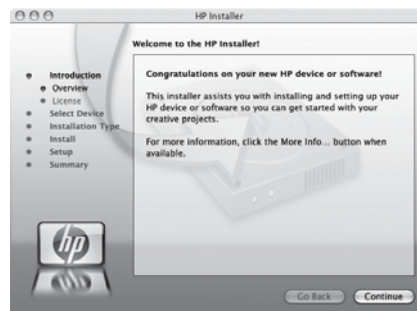 HP Installer
Welcome to the HP Installer!
Introduction
Overview
License
Select Device
Installation Type
Install
Setup
Summary
Congratulations on your new HP device or software!
This installer assists you with installing and setting up your
HP device or software so you can get started with your
creative projects.
For more information, click the More Info... button when
available.
hp
Go Back
Continue